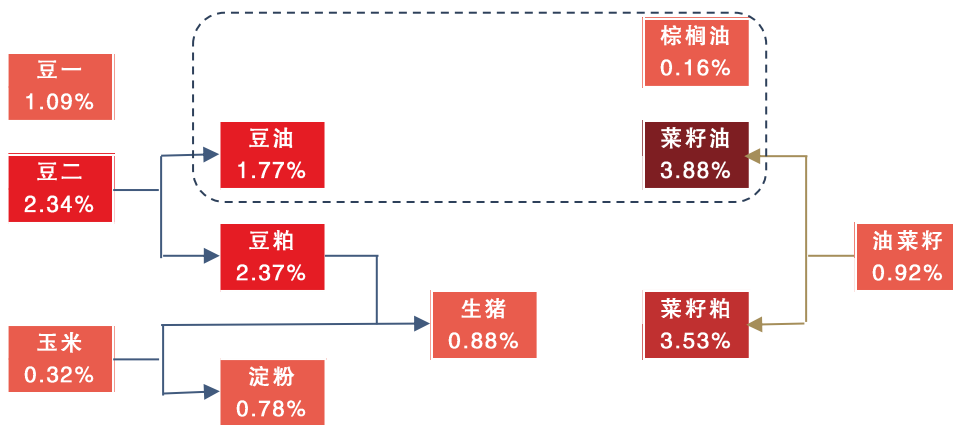 棕榈油
0.16%
豆一
1.09%
豆油
1.77%
菜籽油
3.88%
豆二
2.34%
豆粕
2.37%
油菜籽
0.92%
生猪
0.88%
菜籽粕
3.53%
玉米
0.32%
淀粉
0.78%